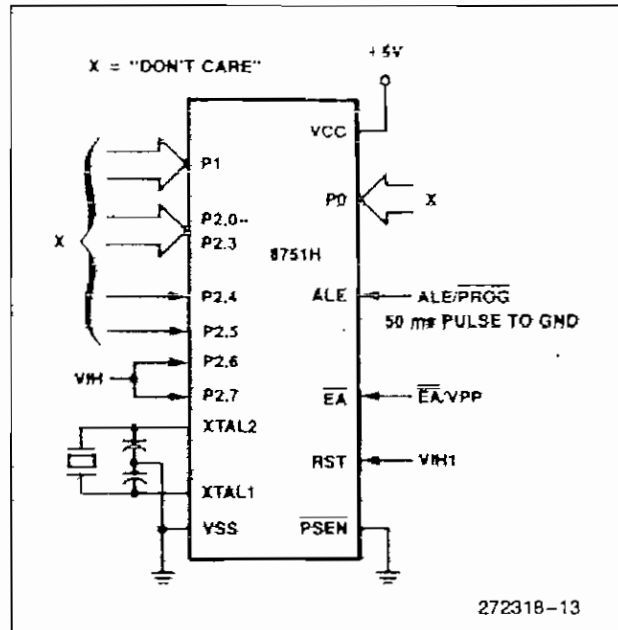 +5V
X = "DON'T CARE"
VCC
P1
P0
X
P2.0–
P2.3
X
8751H
P2.4
ALE
ALE/PROG
50 ms PULSE TO GND
P2.5
P2.6
VIH
P2.7
EA
EA/VPP
XTAL2
RST
VIH1
XTAL1
VSS
PSEN
272318–13